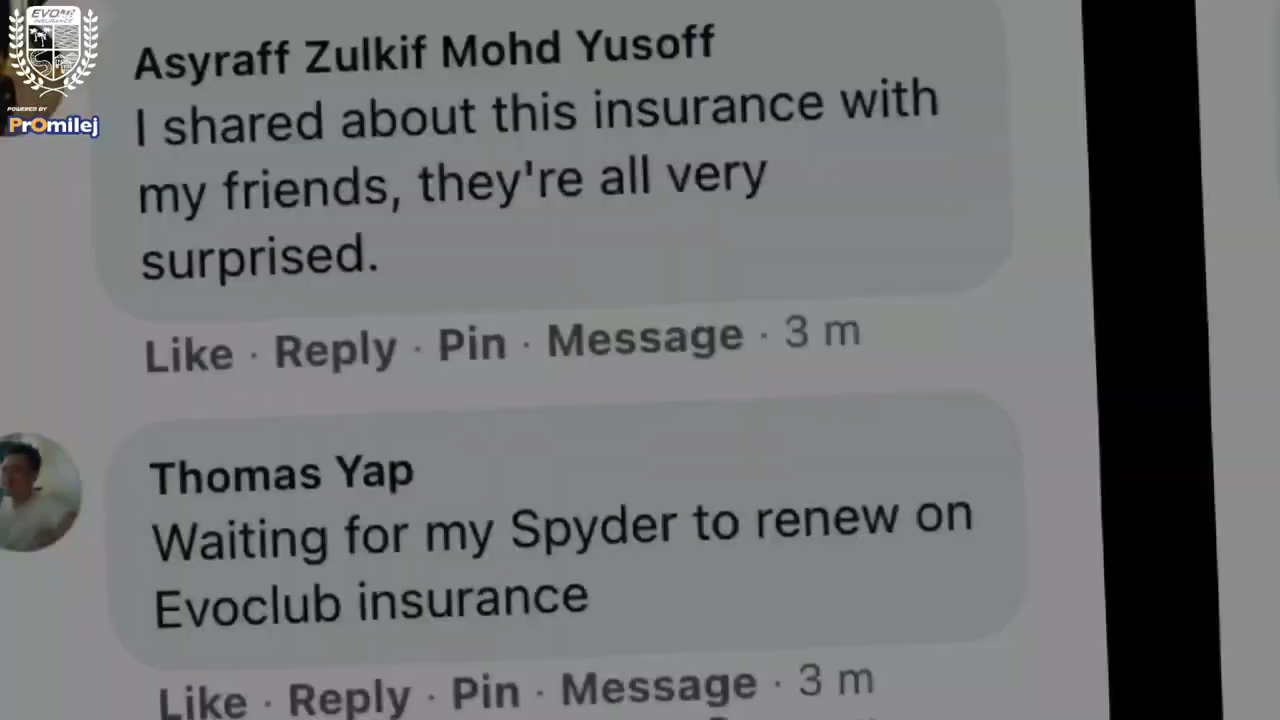 EVO
INSURANCE
POWERED BY
PrOmilej
Asyraff Zulkif Mohd Yusoff
I shared about this insurance with
my friends, they're all very
surprised.
Like · Reply · Pin · Message · 3 m
Thomas Yap
Waiting for my Spyder to renew on
Evoclub insurance
Like · Reply · Pin · Message · 3 m